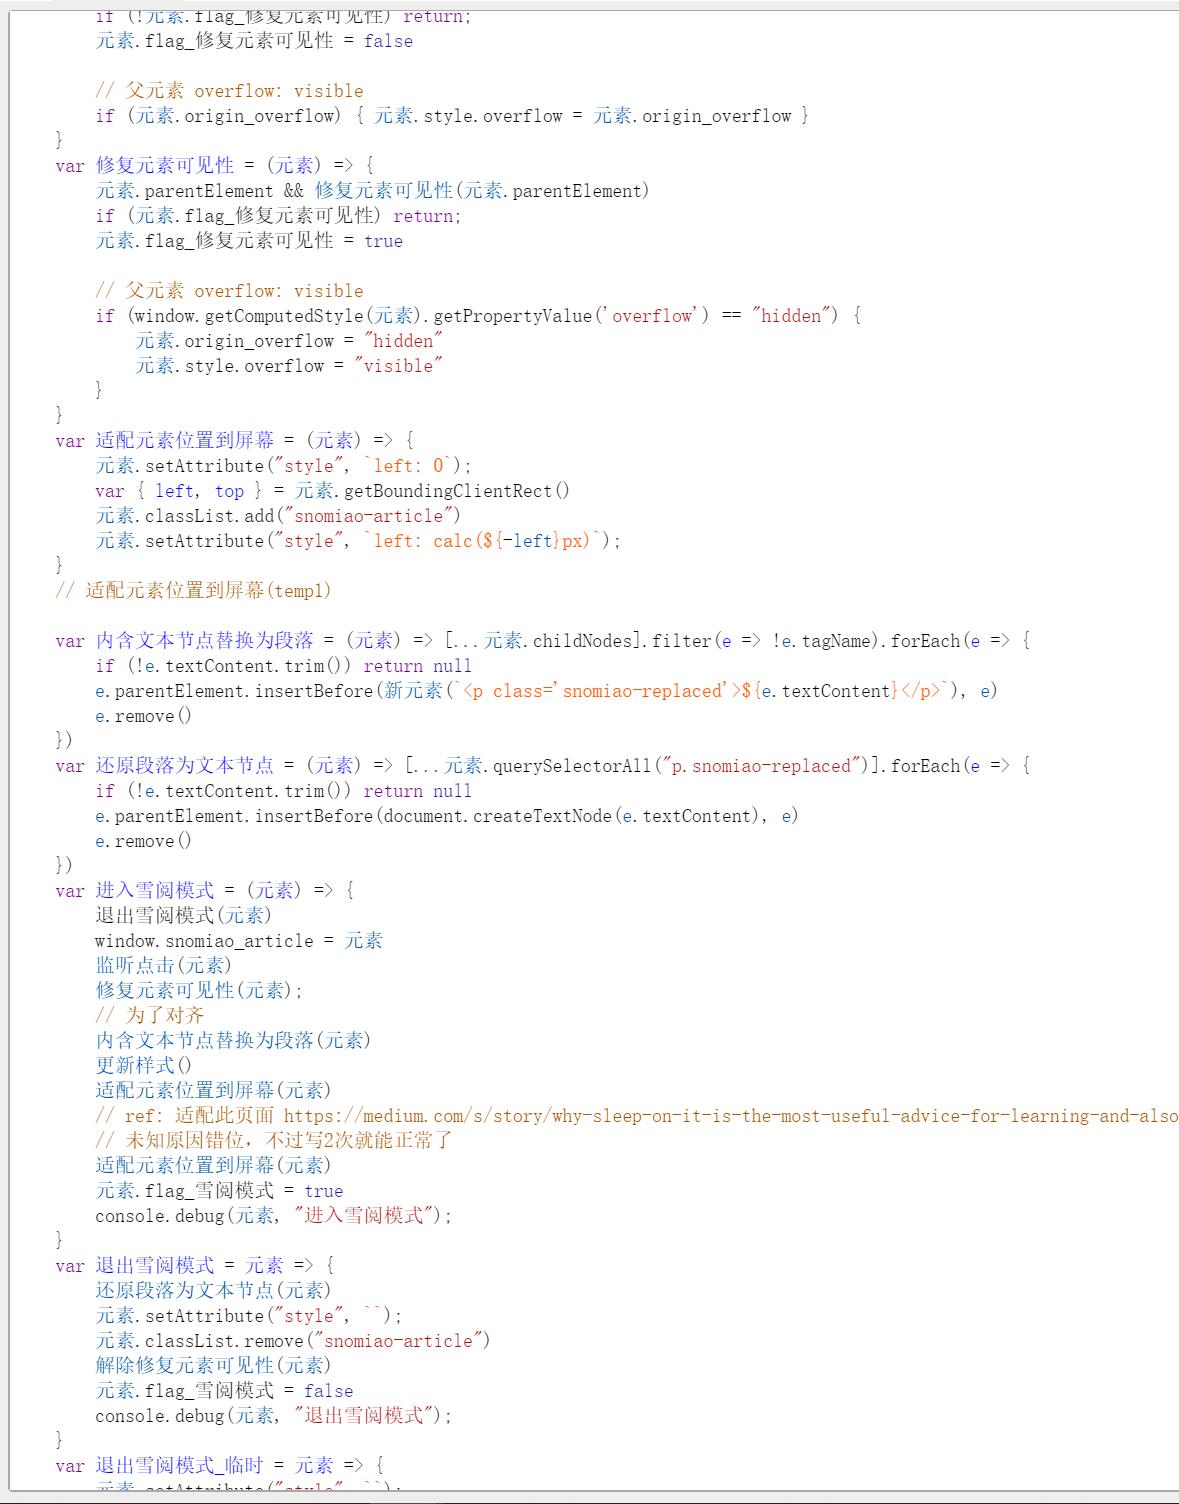 if (!元素.flag_修复元素可见性) return;
元素.flag_修复元素可见性 = false
// 父元素 overflow: visible
if (元素.origin_overflow) { 元素.style.overflow = 元素.origin_overflow }
}
var 修复元素可见性 = (元素) => {
元素.parentElement && 修复元素可见性(元素.parentElement)
if (元素.flag_修复元素可见性) return;
元素.flag_修复元素可见性 = true
// 父元素 overflow: visible
if (window.getComputedStyle(元素).getPropertyValue('overflow') == "hidden") {
元素.origin_overflow = "hidden"
元素.style.overflow = "visible"
}
}
var 适配元素位置到屏幕 = (元素) => {
元素.setAttribute("style", `left: 0`);
var { left, top } = 元素.getBoundingClientRect()
元素.classList.add("snomiao-article")
元素.setAttribute("style", `left: calc(${-left}px)`);
}
// 适配元素位置到屏幕(temp1)
var 内含文本节点替换为段落 = (元素) => [...元素.childNodes].filter(e => !e.tagName).forEach(e => {
if (!e.textContent.trim()) return null
e.parentElement.insertBefore(新元素(`<p class='snomiao-replaced'>${e.textContent}</p>`), e)
e.remove()
})
var 还原段落为文本节点 = (元素) => [...元素.querySelectorAll("p.snomiao-replaced")].forEach(e => {
if (!e.textContent.trim()) return null
e.parentElement.insertBefore(document.createTextNode(e.textContent), e)
e.remove()
})
var 进入雪阅模式 = (元素) => {
退出雪阅模式(元素)
window.snomiao_article = 元素
监听点击(元素)
修复元素可见性(元素);
// 为了对齐
内含文本节点替换为段落(元素)
更新样式()
适配元素位置到屏幕(元素)
// ref: 适配此页面 https://medium.com/s/story/why-sleep-on-it-is-the-most-useful-advice-for-learning-and-also
// 未知原因错位，不过写2次就能正常了
适配元素位置到屏幕(元素)
元素.flag_雪阅模式 = true
console.debug(元素, "进入雪阅模式");
}
var 退出雪阅模式 = 元素 => {
还原段落为文本节点(元素)
元素.setAttribute("style", ``);
元素.classList.remove("snomiao-article")
解除修复元素可见性(元素)
元素.flag_雪阅模式 = false
console.debug(元素, "退出雪阅模式");
}
var 退出雪阅模式_临时 = 元素 => {
元素.setAttribute("style", ``);